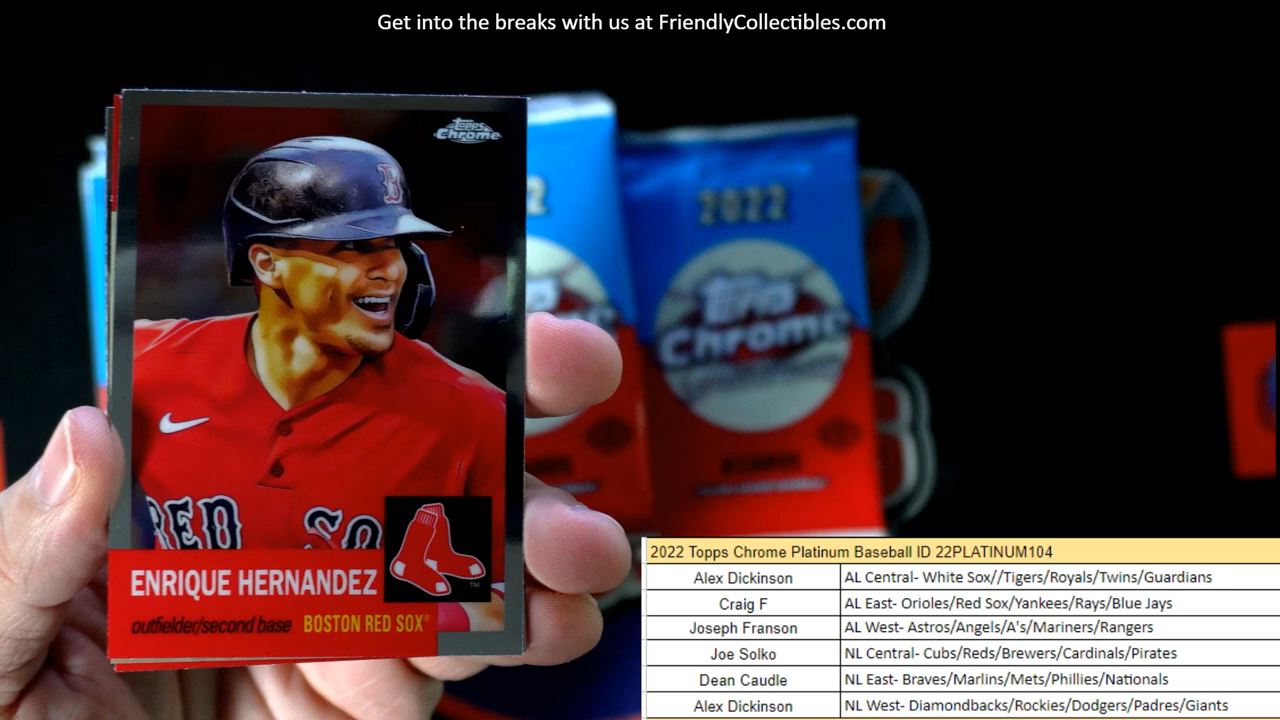 Get into the breaks with us at FriendlyCollectibles.com
Topps
Chrome
B
RED SO
ENRIQUE HERNANDEZ
outfielder/second base BOSTON RED SOX®
TM
2
2022
Topps
Chrome
2022 Topps Chrome Platinum Baseball ID 22PLATINUM104
Alex Dickinson AL Central- White Sox//Tigers/Royals/Twins/Guardians
Craig F AL East- Orioles/Red Sox/Yankees/Rays/Blue Jays
Joseph Franson AL West- Astros/Angels/A's/Mariners/Rangers
Joe Solko NL Central- Cubs/Reds/Brewers/Cardinals/Pirates
Dean Caudle NL East- Braves/Marlins/Mets/Phillies/Nationals
Alex Dickinson NL West- Diamondbacks/Rockies/Dodgers/Padres/Giants